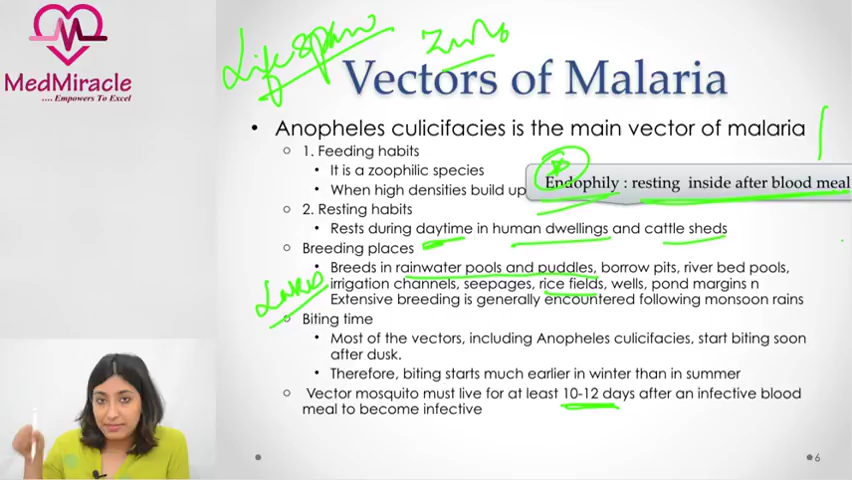 Life span
MedMiracle
.... Empowers To Excel
Vectors of Malaria
• Anopheles culicifacies is the main vector of malaria
1. Feeding habits
• It is a zoophilic species
• When high densities build up
Endophily : resting inside after blood meal
2. Resting habits
• Rests during daytime in human dwellings and cattle sheds
Breeding places
• Breeds in rainwater pools and puddles, borrow pits, river bed pools,
irrigation channels, seepages, rice fields, wells, pond margins n
Extensive breeding is generally encountered following monsoon rains
Biting time
• Most of the vectors, including Anopheles culicifacies, start biting soon
after dusk.
• Therefore, biting starts much earlier in winter than in summer
Vector mosquito must live for at least 10-12 days after an infective blood
meal to become infective
6